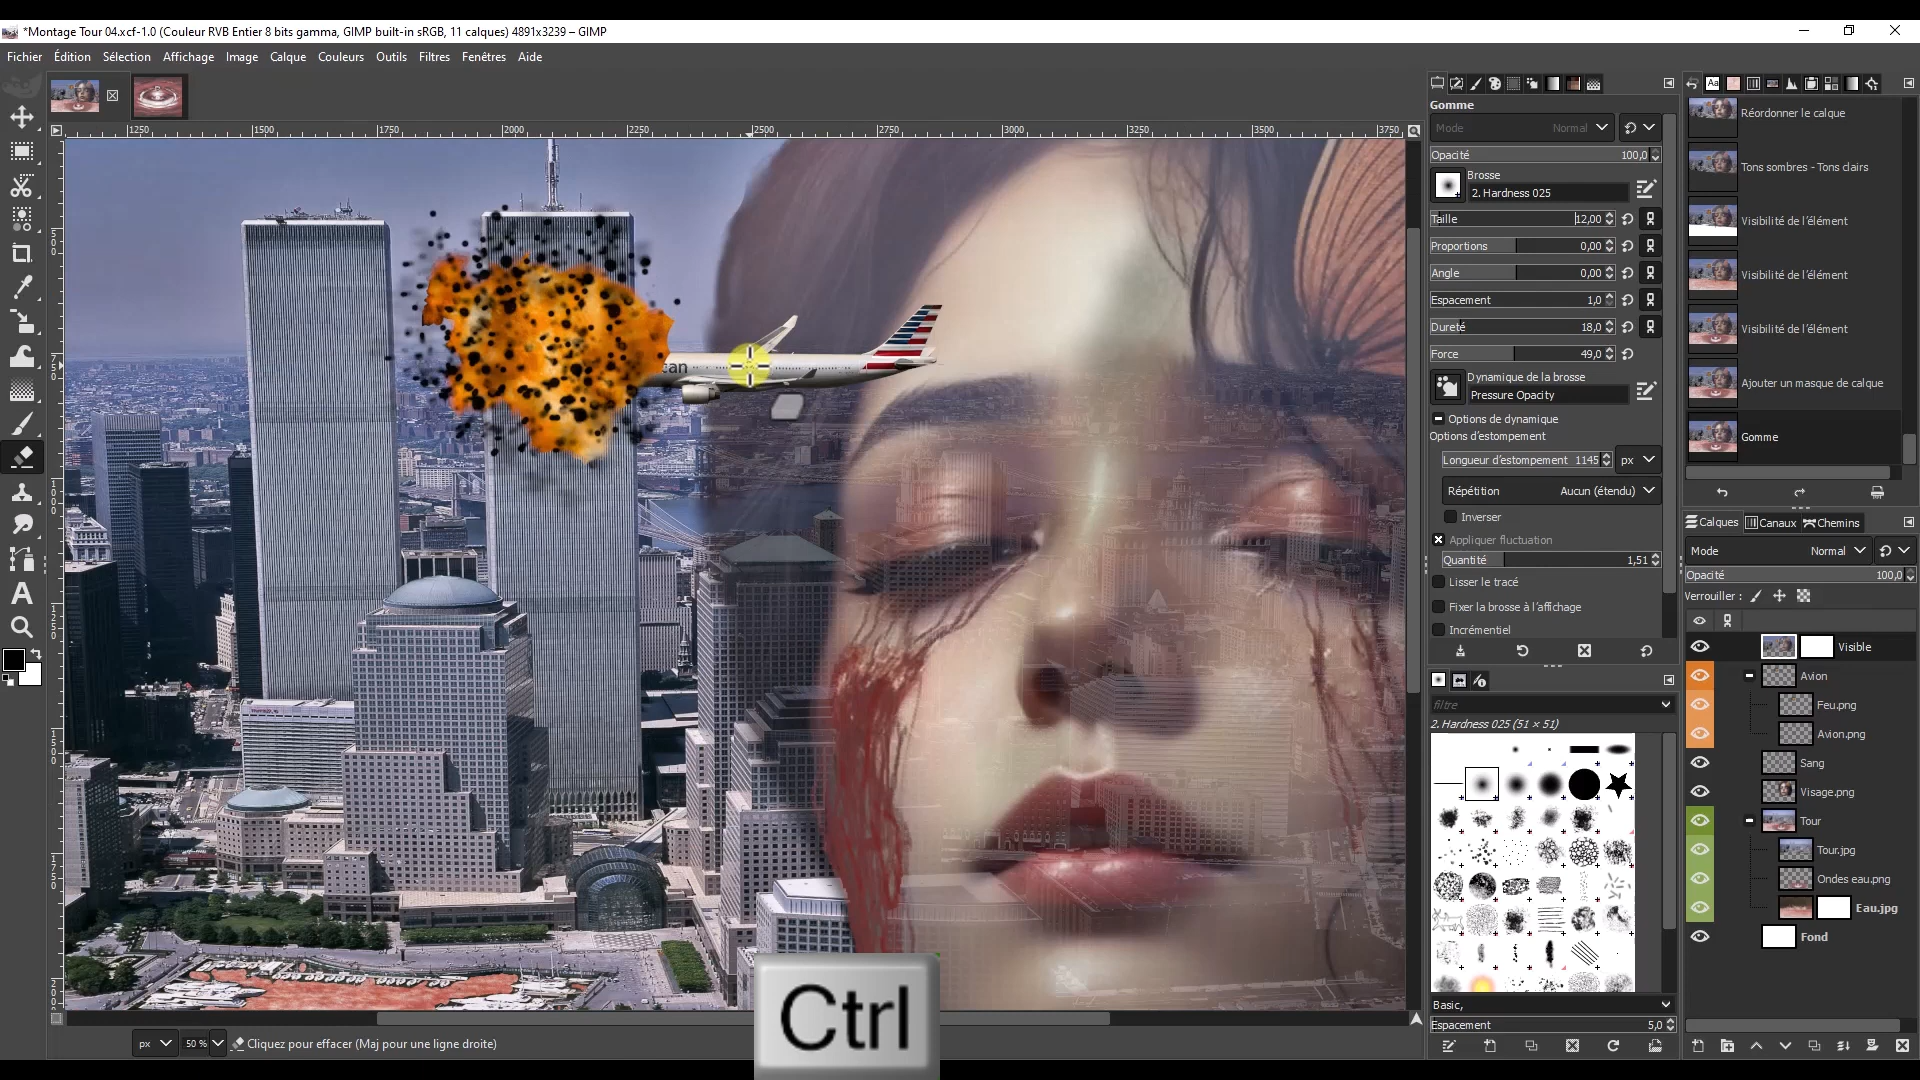 *Montage Tour 04.xcf-1.0 (Couleur RVB Entier 8 bits gamma, GIMP built-in sRGB, 11 calques) 4891x3239 – GIMP
Fichier Édition Sélection Affichage Image Calque Couleurs Outils Filtres Fenêtres Aide
1250 1500 1750 2000 2250 2500 2750 3000 3250 3500 3750
can
Gomme
Mode Normal
Opacité 100,0
Brosse
2. Hardness 025
Taille 12,00
Proportions 0,00
Angle 0,00
Espacement 1,0
Dureté 18,0
Force 49,0
Dynamique de la brosse
Pressure Opacity
Options de dynamique
Options d'estompement
Longueur d'estompement 1145 px
Répétition Aucun (étendu)
Inverser
Appliquer fluctuation
Quantité 1,51
Lisser le tracé
Fixer la brosse à l'affichage
Incrémentiel
filtre
2. Hardness 025 (51 × 51)
Basic,
Espacement 5,0
Réordonner le calque
Tons sombres - Tons clairs
Visibilité de l'élément
Visibilité de l'élément
Visibilité de l'élément
Ajouter un masque de calque
Gomme
Calques Canaux Chemins
Mode Normal
Opacité 100,0
Verrouiller :
Visible
Avion
Feu.png
Avion.png
Sang
Visage.png
Tour
Tour.jpg
Ondes eau.png
Eau.jpg
Fond
Ctrl
px 50 % Cliquez pour effacer (Maj pour une ligne droite)